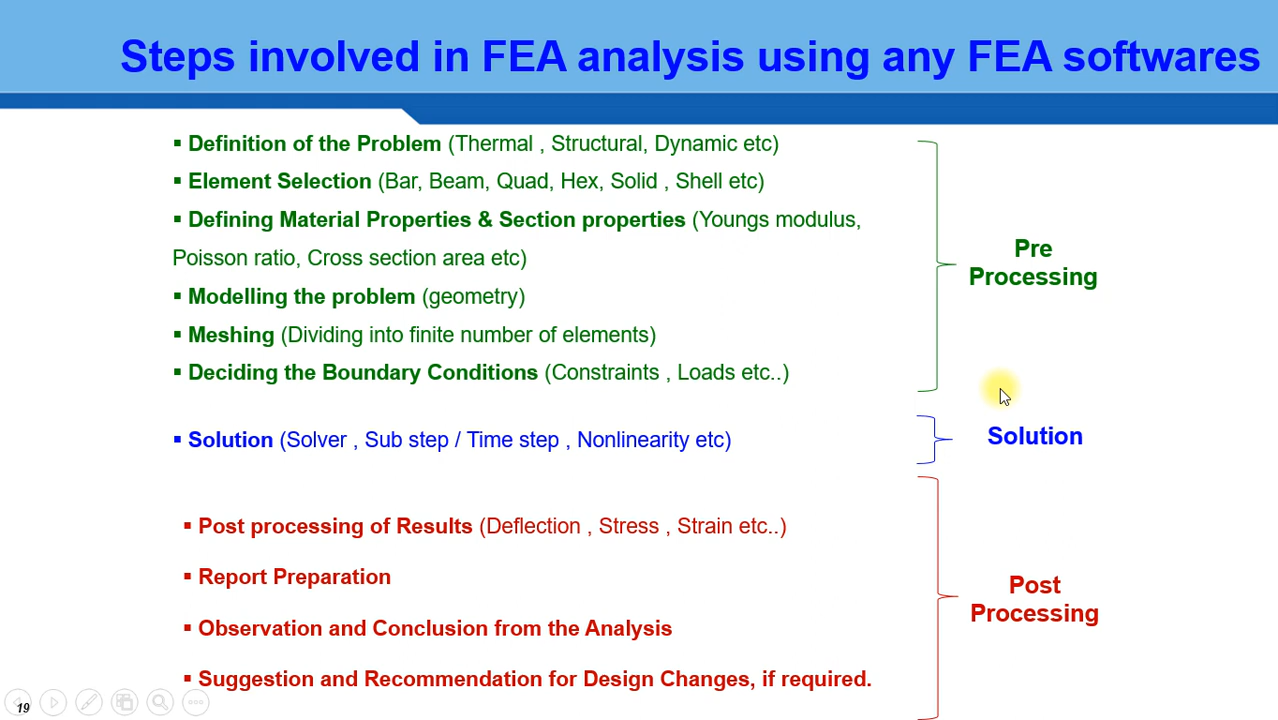 Steps involved in FEA analysis using any FEA softwares
▪ Definition of the Problem (Thermal , Structural, Dynamic etc)
▪ Element Selection (Bar, Beam, Quad, Hex, Solid , Shell etc)
▪ Defining Material Properties & Section properties (Youngs modulus,
Poisson ratio, Cross section area etc)
▪ Modelling the problem (geometry)
▪ Meshing (Dividing into finite number of elements)
▪ Deciding the Boundary Conditions (Constraints , Loads etc..)
Pre
Processing
▪ Solution (Solver , Sub step / Time step , Nonlinearity etc)
Solution
▪ Post processing of Results (Deflection , Stress , Strain etc..)
▪ Report Preparation
▪ Observation and Conclusion from the Analysis
▪ Suggestion and Recommendation for Design Changes, if required.
Post
Processing
19